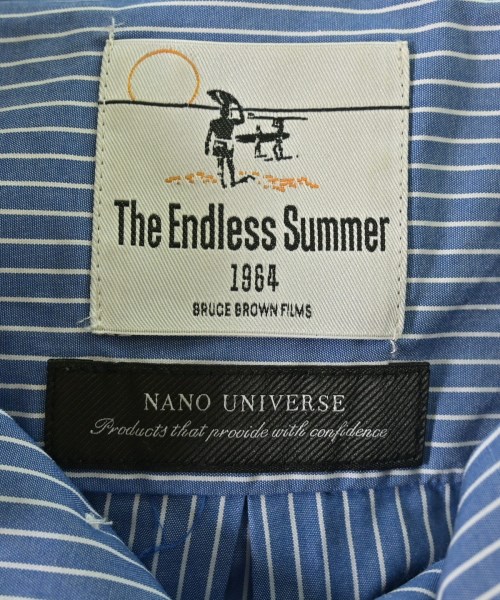 The Endless Summer
1964
BRUCE BROWN FILMS
NANO UNIVERSE
Products that provide with confidence